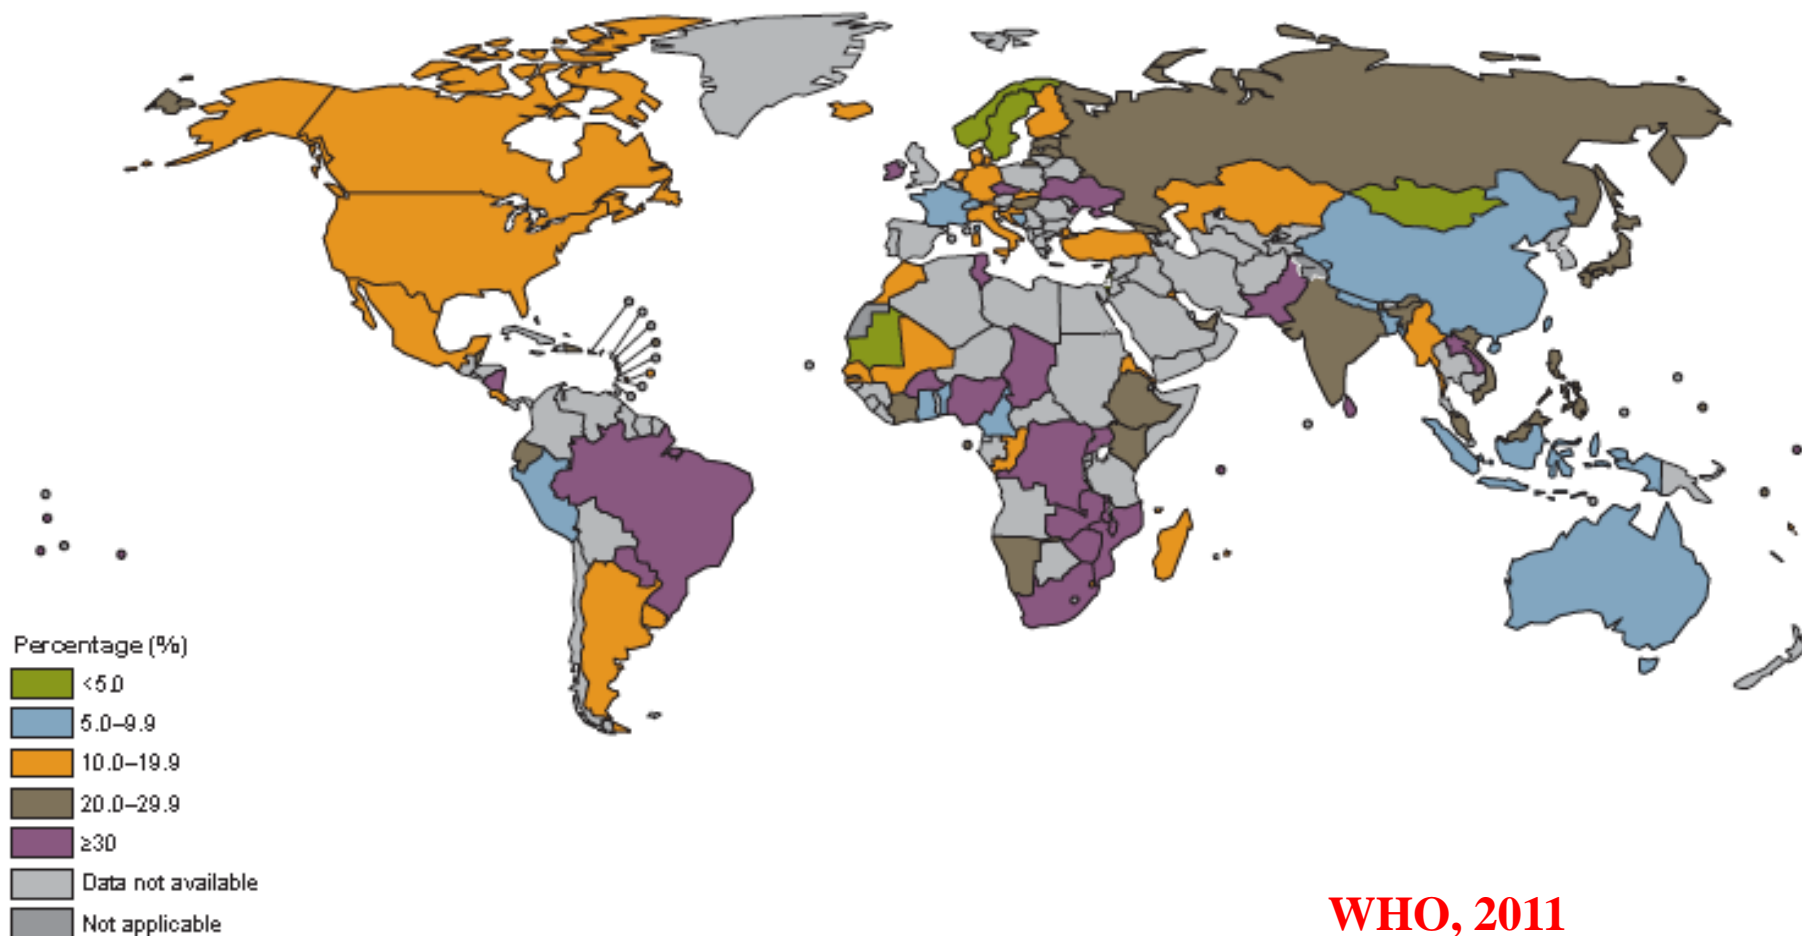 Percentage (%)
<5.0
5.0–9.9
10.0–19.9
20.0–29.9
≥30
Data not available
Not applicable
WHO, 2011